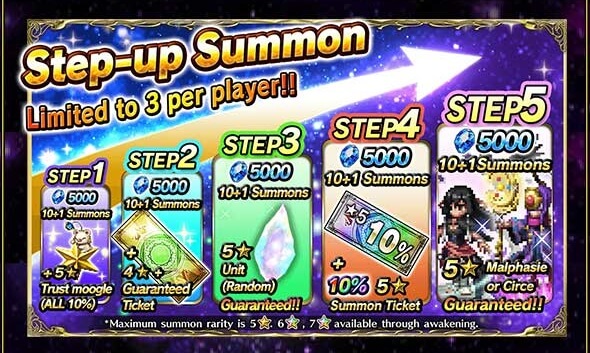 Step-up Summon
Limited to 3 per player!!
STEP1
5000
10+1 Summons
+ 5★
Trust moogle
(ALL 10%)
STEP2
5000
10+1 Summons
+
4★+
Guaranteed
Ticket
STEP3
5000
10+1 Summons
5★
Unit
(Random)
Guaranteed!!
STEP4
5000
10+1 Summons
★5
10%
+
10% 5★
Summon Ticket
STEP5
5000
10+1 Summons
5★ Malphasie
or Circe
Guaranteed!!
*Maximum summon rarity is 5★. 6★, 7★ available through awakening.